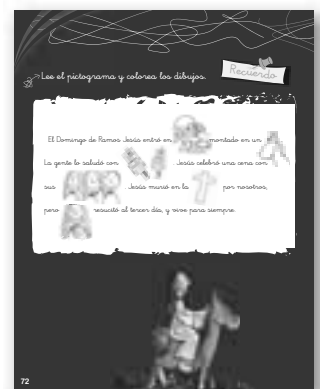 Recuerdo
Lee el pictograma y colorea los dibujos.
El Domingo de Ramos Jesús entró en montado en un
La gente lo saludó con . Jesús celebró una cena con
sus . Jesús murió en la por nosotros,
pero resucitó al tercer día, y vive para siempre.
72